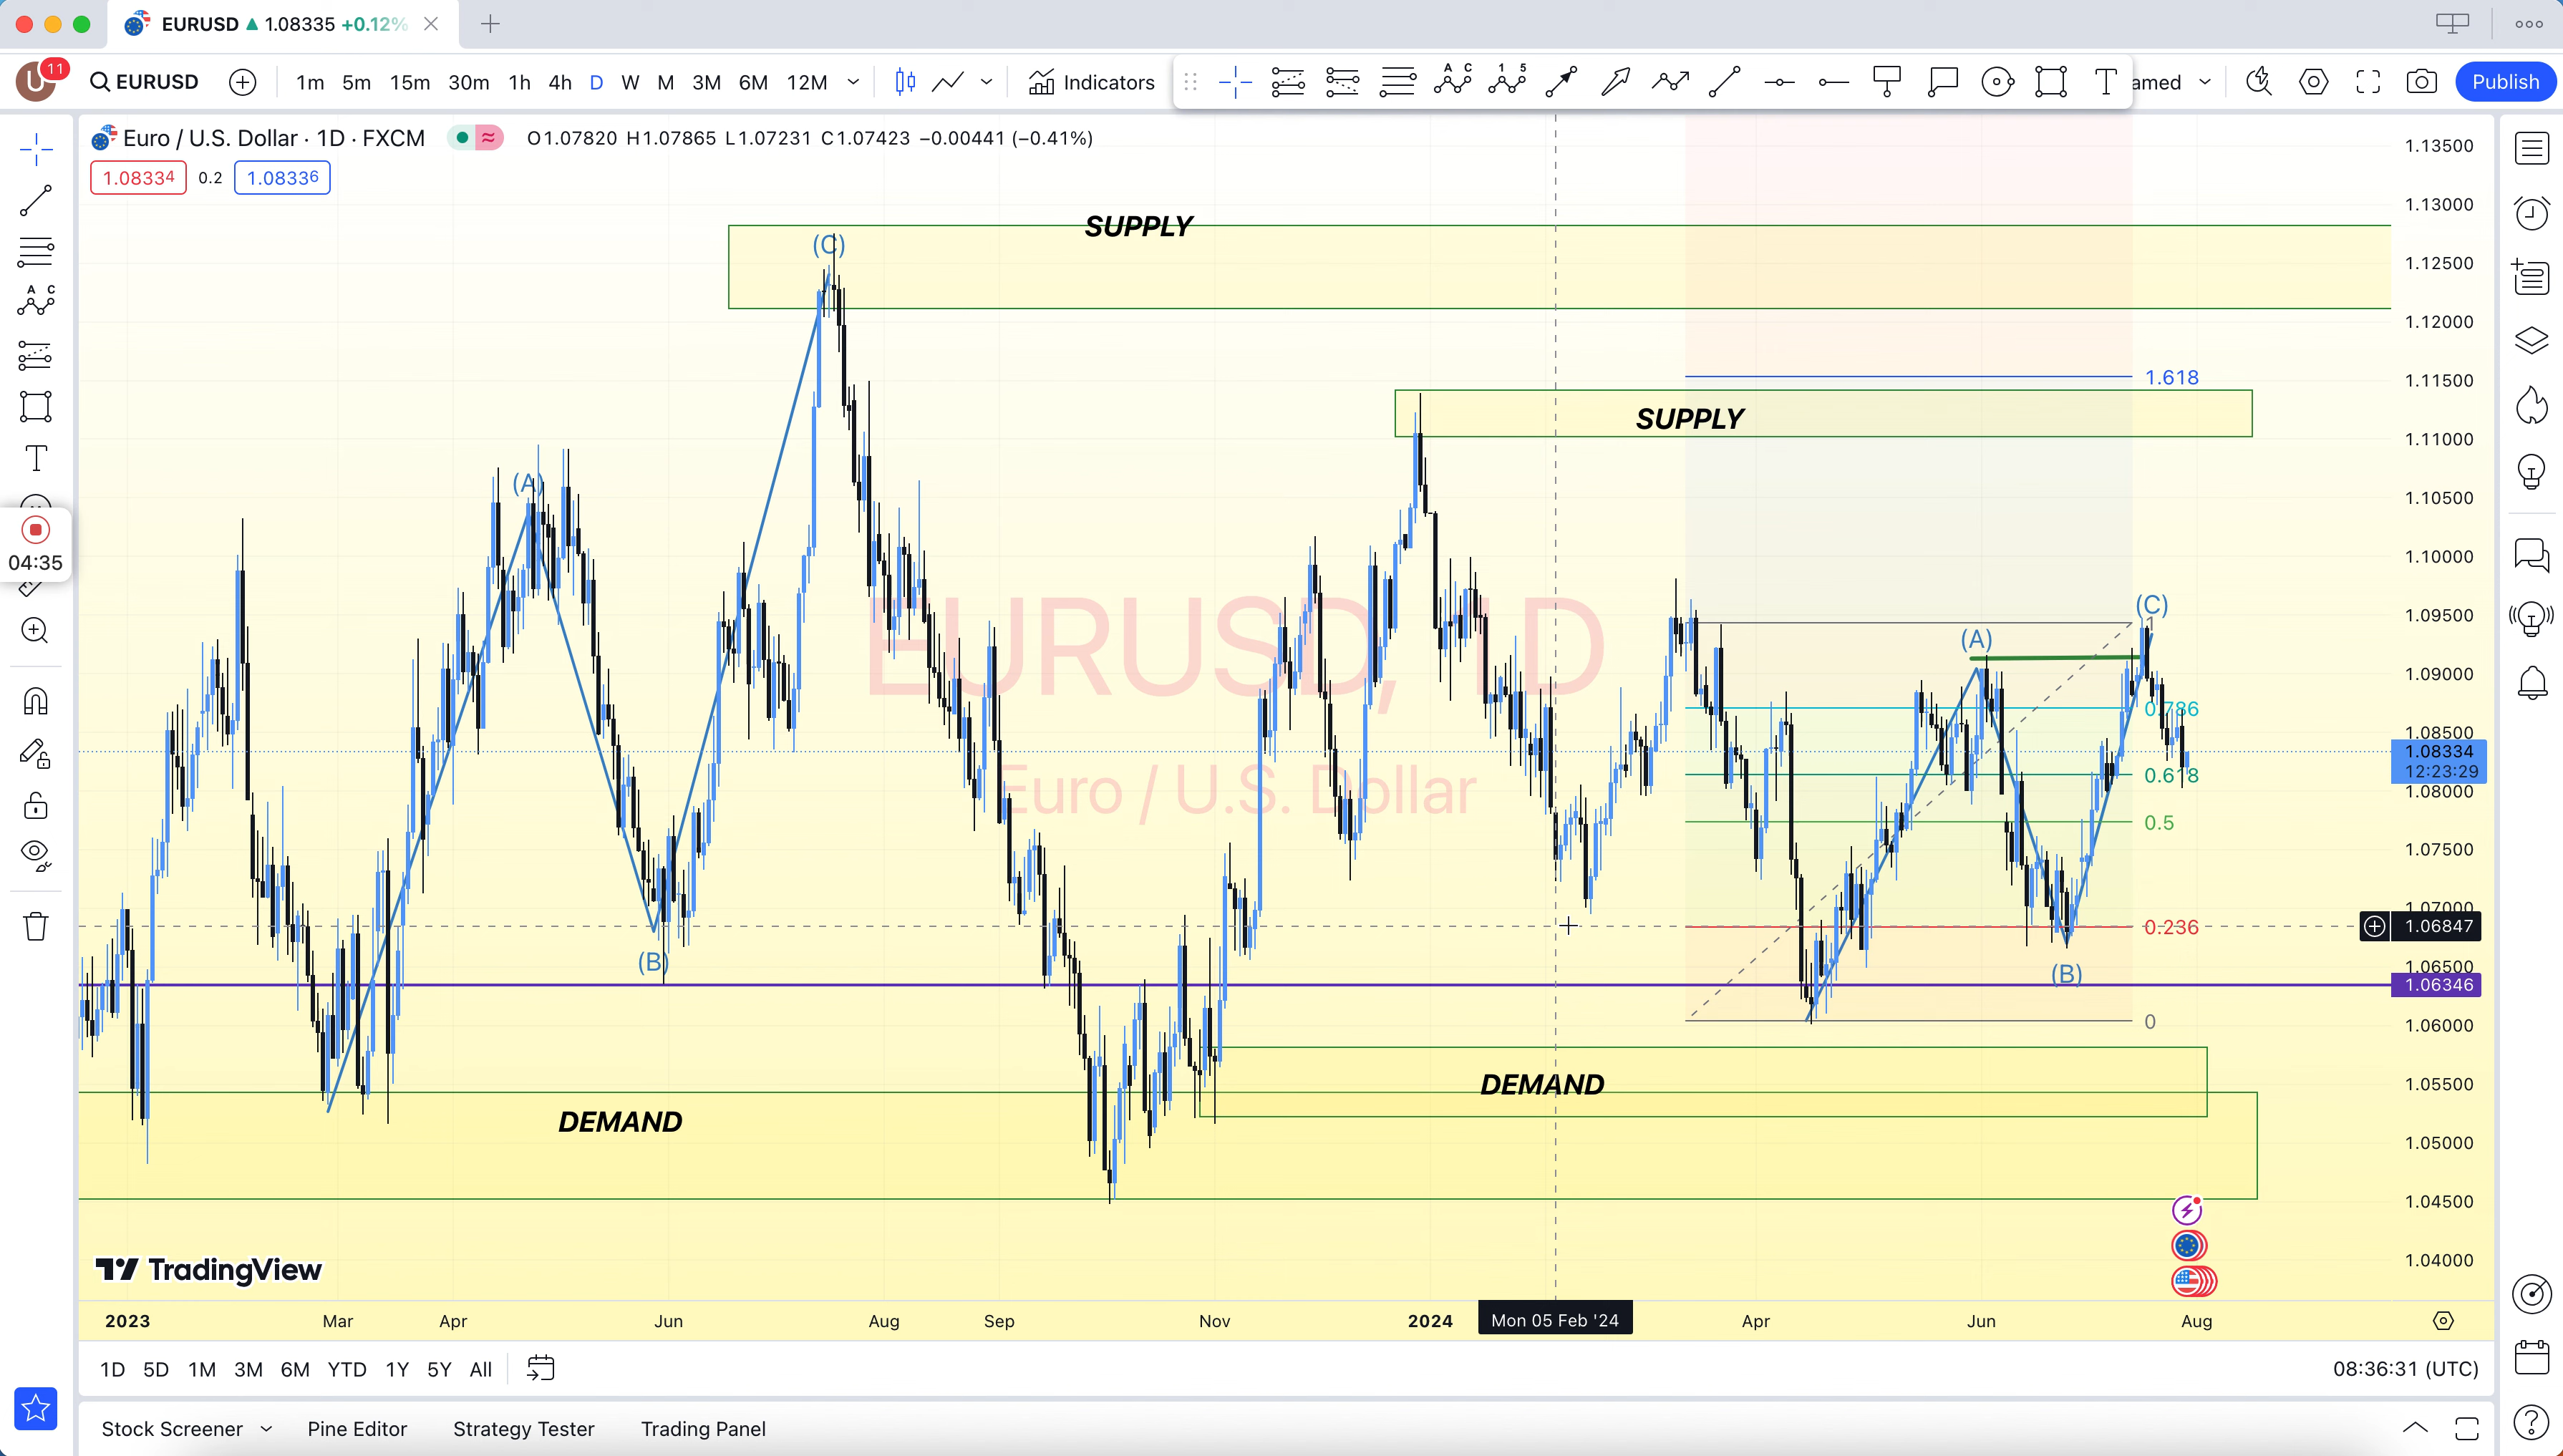 EURUSD ▲ 1.08335 +0.12%
U 11 EURUSD 1m 5m 15m 30m 1h 4h D W M 3M 6M 12M Indicators A C 1 5 T amed Publish
Euro / U.S. Dollar · 1D · FXCM ≈ O1.07820 H1.07865 L1.07231 C1.07423 −0.00441 (−0.41%)
1.08334 0.2 1.08336
1.13500
1.13000
SUPPLY
(C)
1.12500
1.12000
1.618
1.11500
SUPPLY
1.11000
(A)
1.10500
04:35
1.10000
EURUSD, 1D
(C)
1
1.09500
(A)
1.09000
0.786
1.08500
1.08334
12:23:29
Euro / U.S. Dollar
0.618
1.08000
0.5
1.07500
1.07000
0.236
1.06847
(B)
(B)
1.06500
1.06346
0
1.06000
DEMAND
1.05500
DEMAND
1.05000
1.04500
TradingView
1.04000
2023 Mar Apr Jun Aug Sep Nov 2024 Mon 05 Feb '24 Apr Jun Aug
1D 5D 1M 3M 6M YTD 1Y 5Y All 08:36:31 (UTC)
Stock Screener Pine Editor Strategy Tester Trading Panel